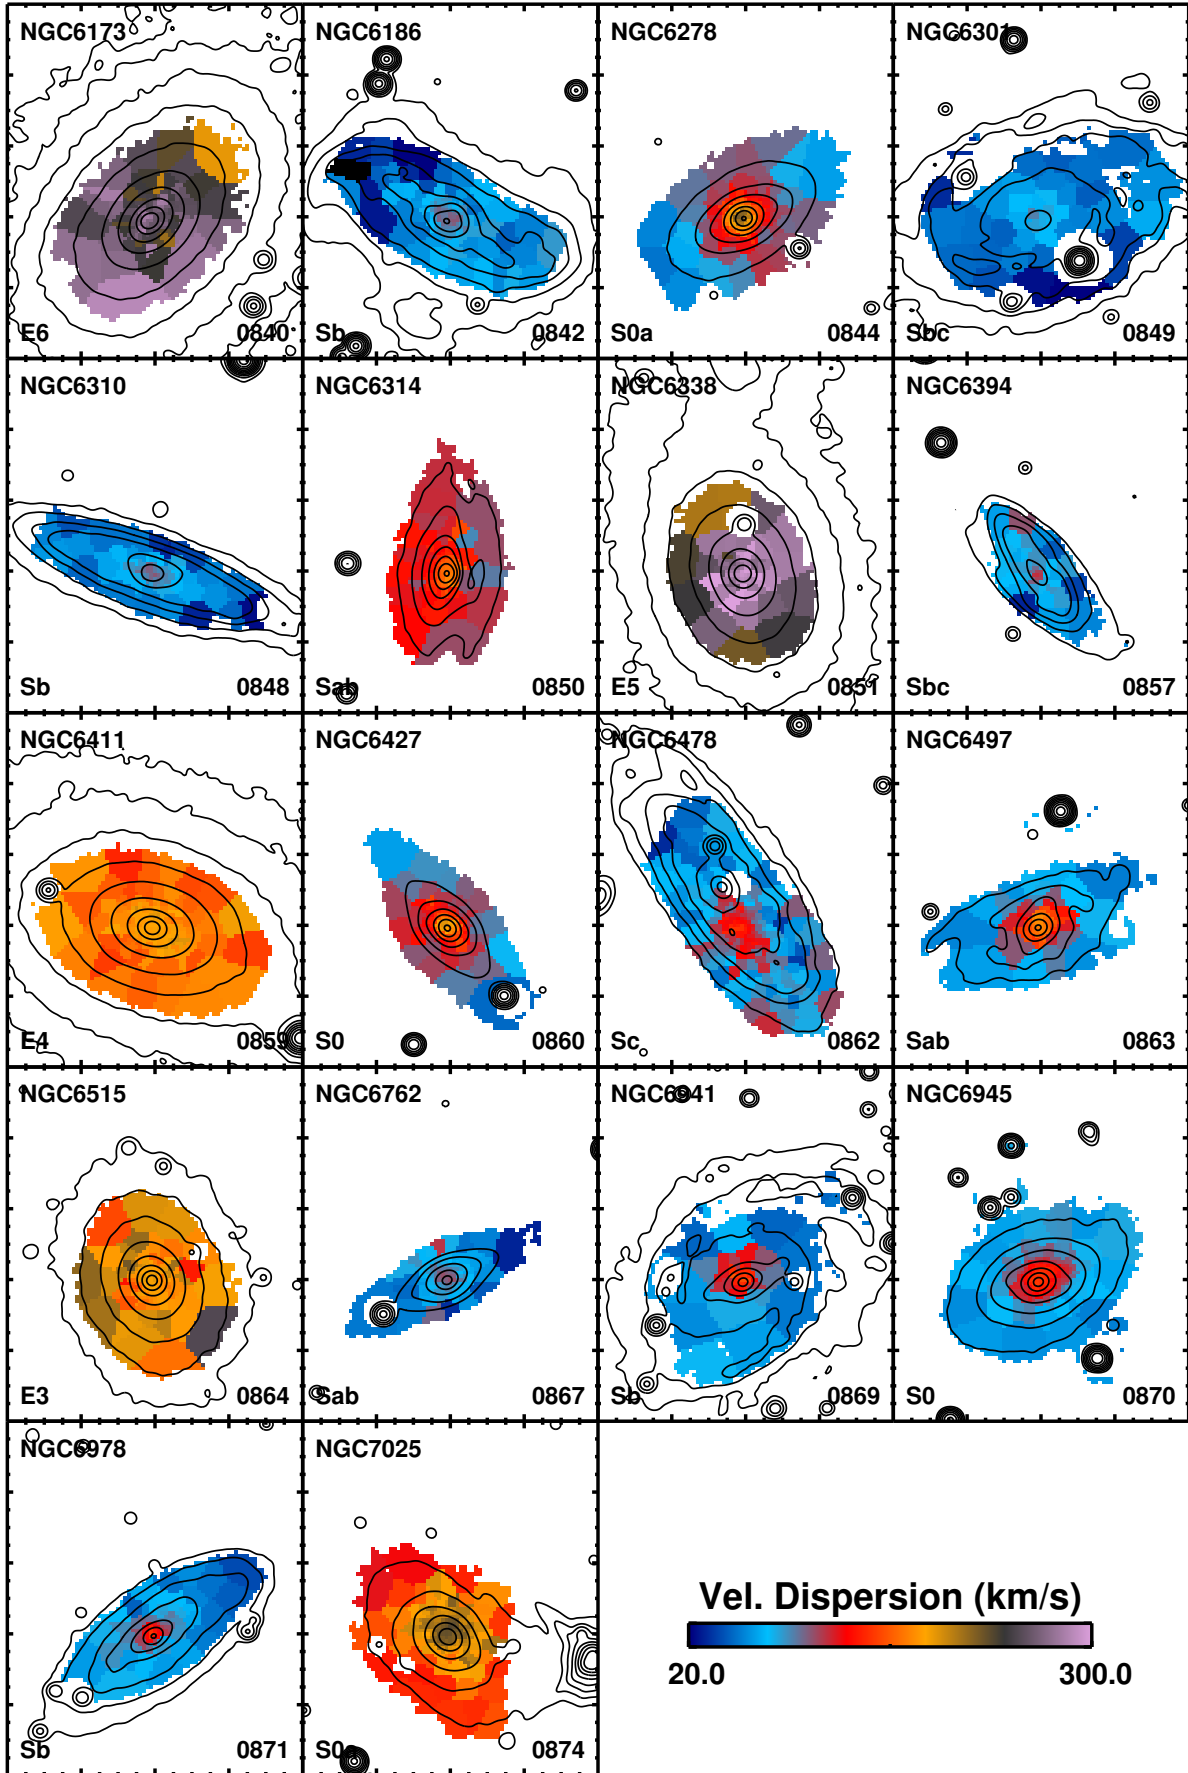 NGC6173 NGC6186 NGC6278 NGC6301
E6 0840 Sb 0842 S0a 0844 Sbc 0849
NGC6310 NGC6314 NGC6338 NGC6394
Sb 0848 Sab 0850 E5 0851 Sbc 0857
NGC6411 NGC6427 NGC6478 NGC6497
E4 0859 S0 0860 Sc 0862 Sab 0863
NGC6515 NGC6762 NGC6941 NGC6945
E3 0864 Sab 0867 Sb 0869 S0 0870
NGC6978 NGC7025
Sb 0871 S0a 0874
Vel. Dispersion (km/s)
20.0 300.0